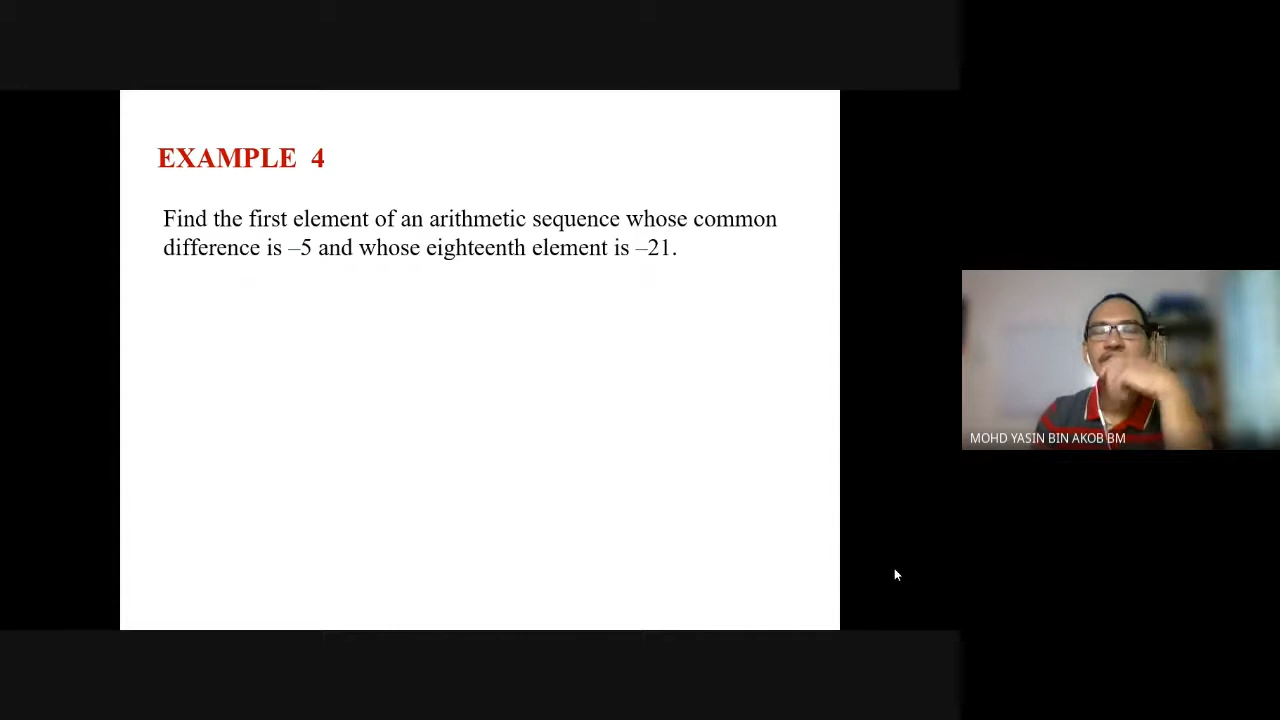 EXAMPLE 4
Find the first element of an arithmetic sequence whose common
difference is –5 and whose eighteenth element is –21.
MOHD YASIN BIN AKOB BM